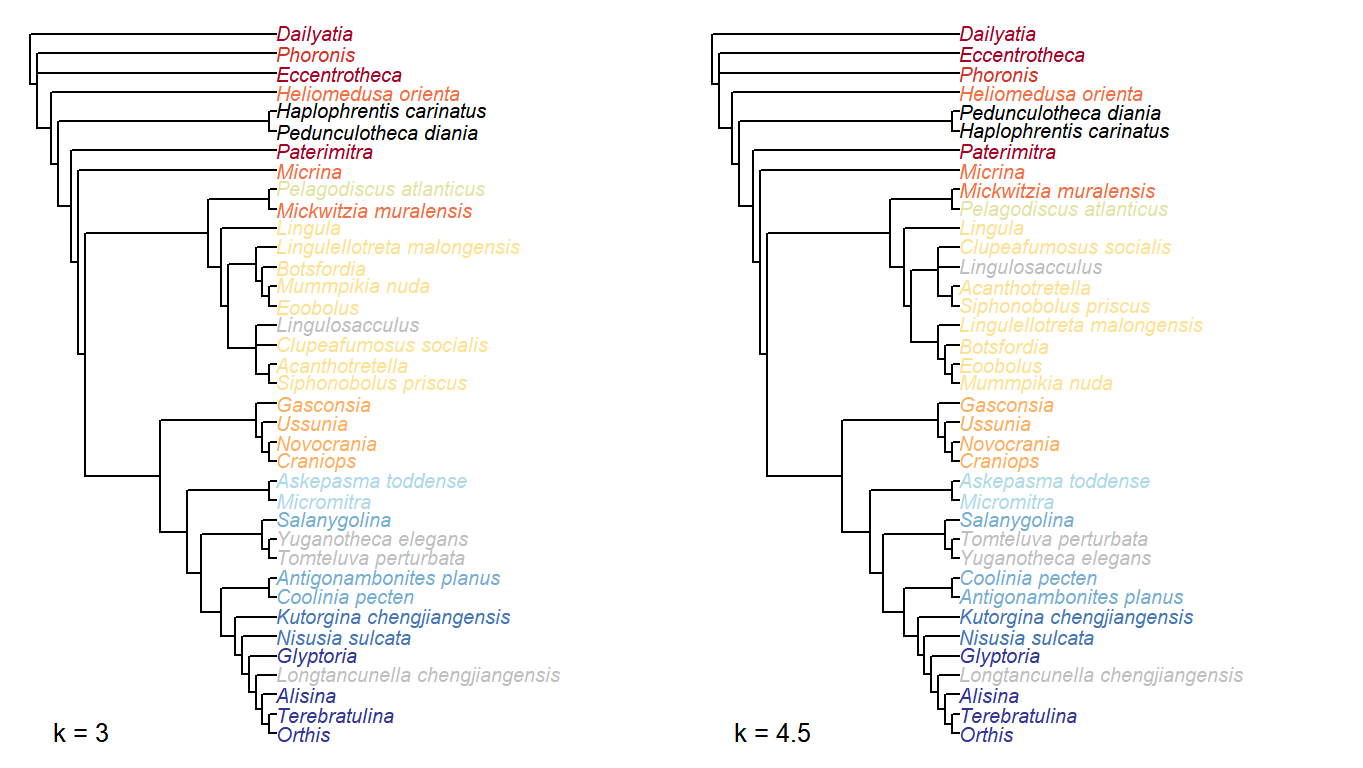 Dailyatia
Phoronis
Eccentrotheca
Heliomedusa orienta
Haplophrentis carinatus
Pedunculotheca diania
Paterimitra
Micrina
Pelagodiscus atlanticus
Mickwitzia muralensis
Lingula
Lingulellotreta malongensis
Botsfordia
Mummpikia nuda
Eoobolus
Lingulosacculus
Clupeafumosus socialis
Acanthotretella
Siphonobolus priscus
Gasconsia
Ussunia
Novocrania
Craniops
Askepasma toddense
Micromitra
Salanygolina
Yuganotheca elegans
Tomteluva perturbata
Antigonambonites planus
Coolinia pecten
Kutorgina chengjiangensis
Nisusia sulcata
Glyptoria
Longtancunella chengjiangensis
Alisina
Terebratulina
Orthis
k = 3
Dailyatia
Eccentrotheca
Phoronis
Heliomedusa orienta
Pedunculotheca diania
Haplophrentis carinatus
Paterimitra
Micrina
Mickwitzia muralensis
Pelagodiscus atlanticus
Lingula
Clupeafumosus socialis
Lingulosacculus
Acanthotretella
Siphonobolus priscus
Lingulellotreta malongensis
Botsfordia
Eoobolus
Mummpikia nuda
Gasconsia
Ussunia
Novocrania
Craniops
Askepasma toddense
Micromitra
Salanygolina
Tomteluva perturbata
Yuganotheca elegans
Coolinia pecten
Antigonambonites planus
Kutorgina chengjiangensis
Nisusia sulcata
Glyptoria
Longtancunella chengjiangensis
Alisina
Terebratulina
Orthis
k = 4.5